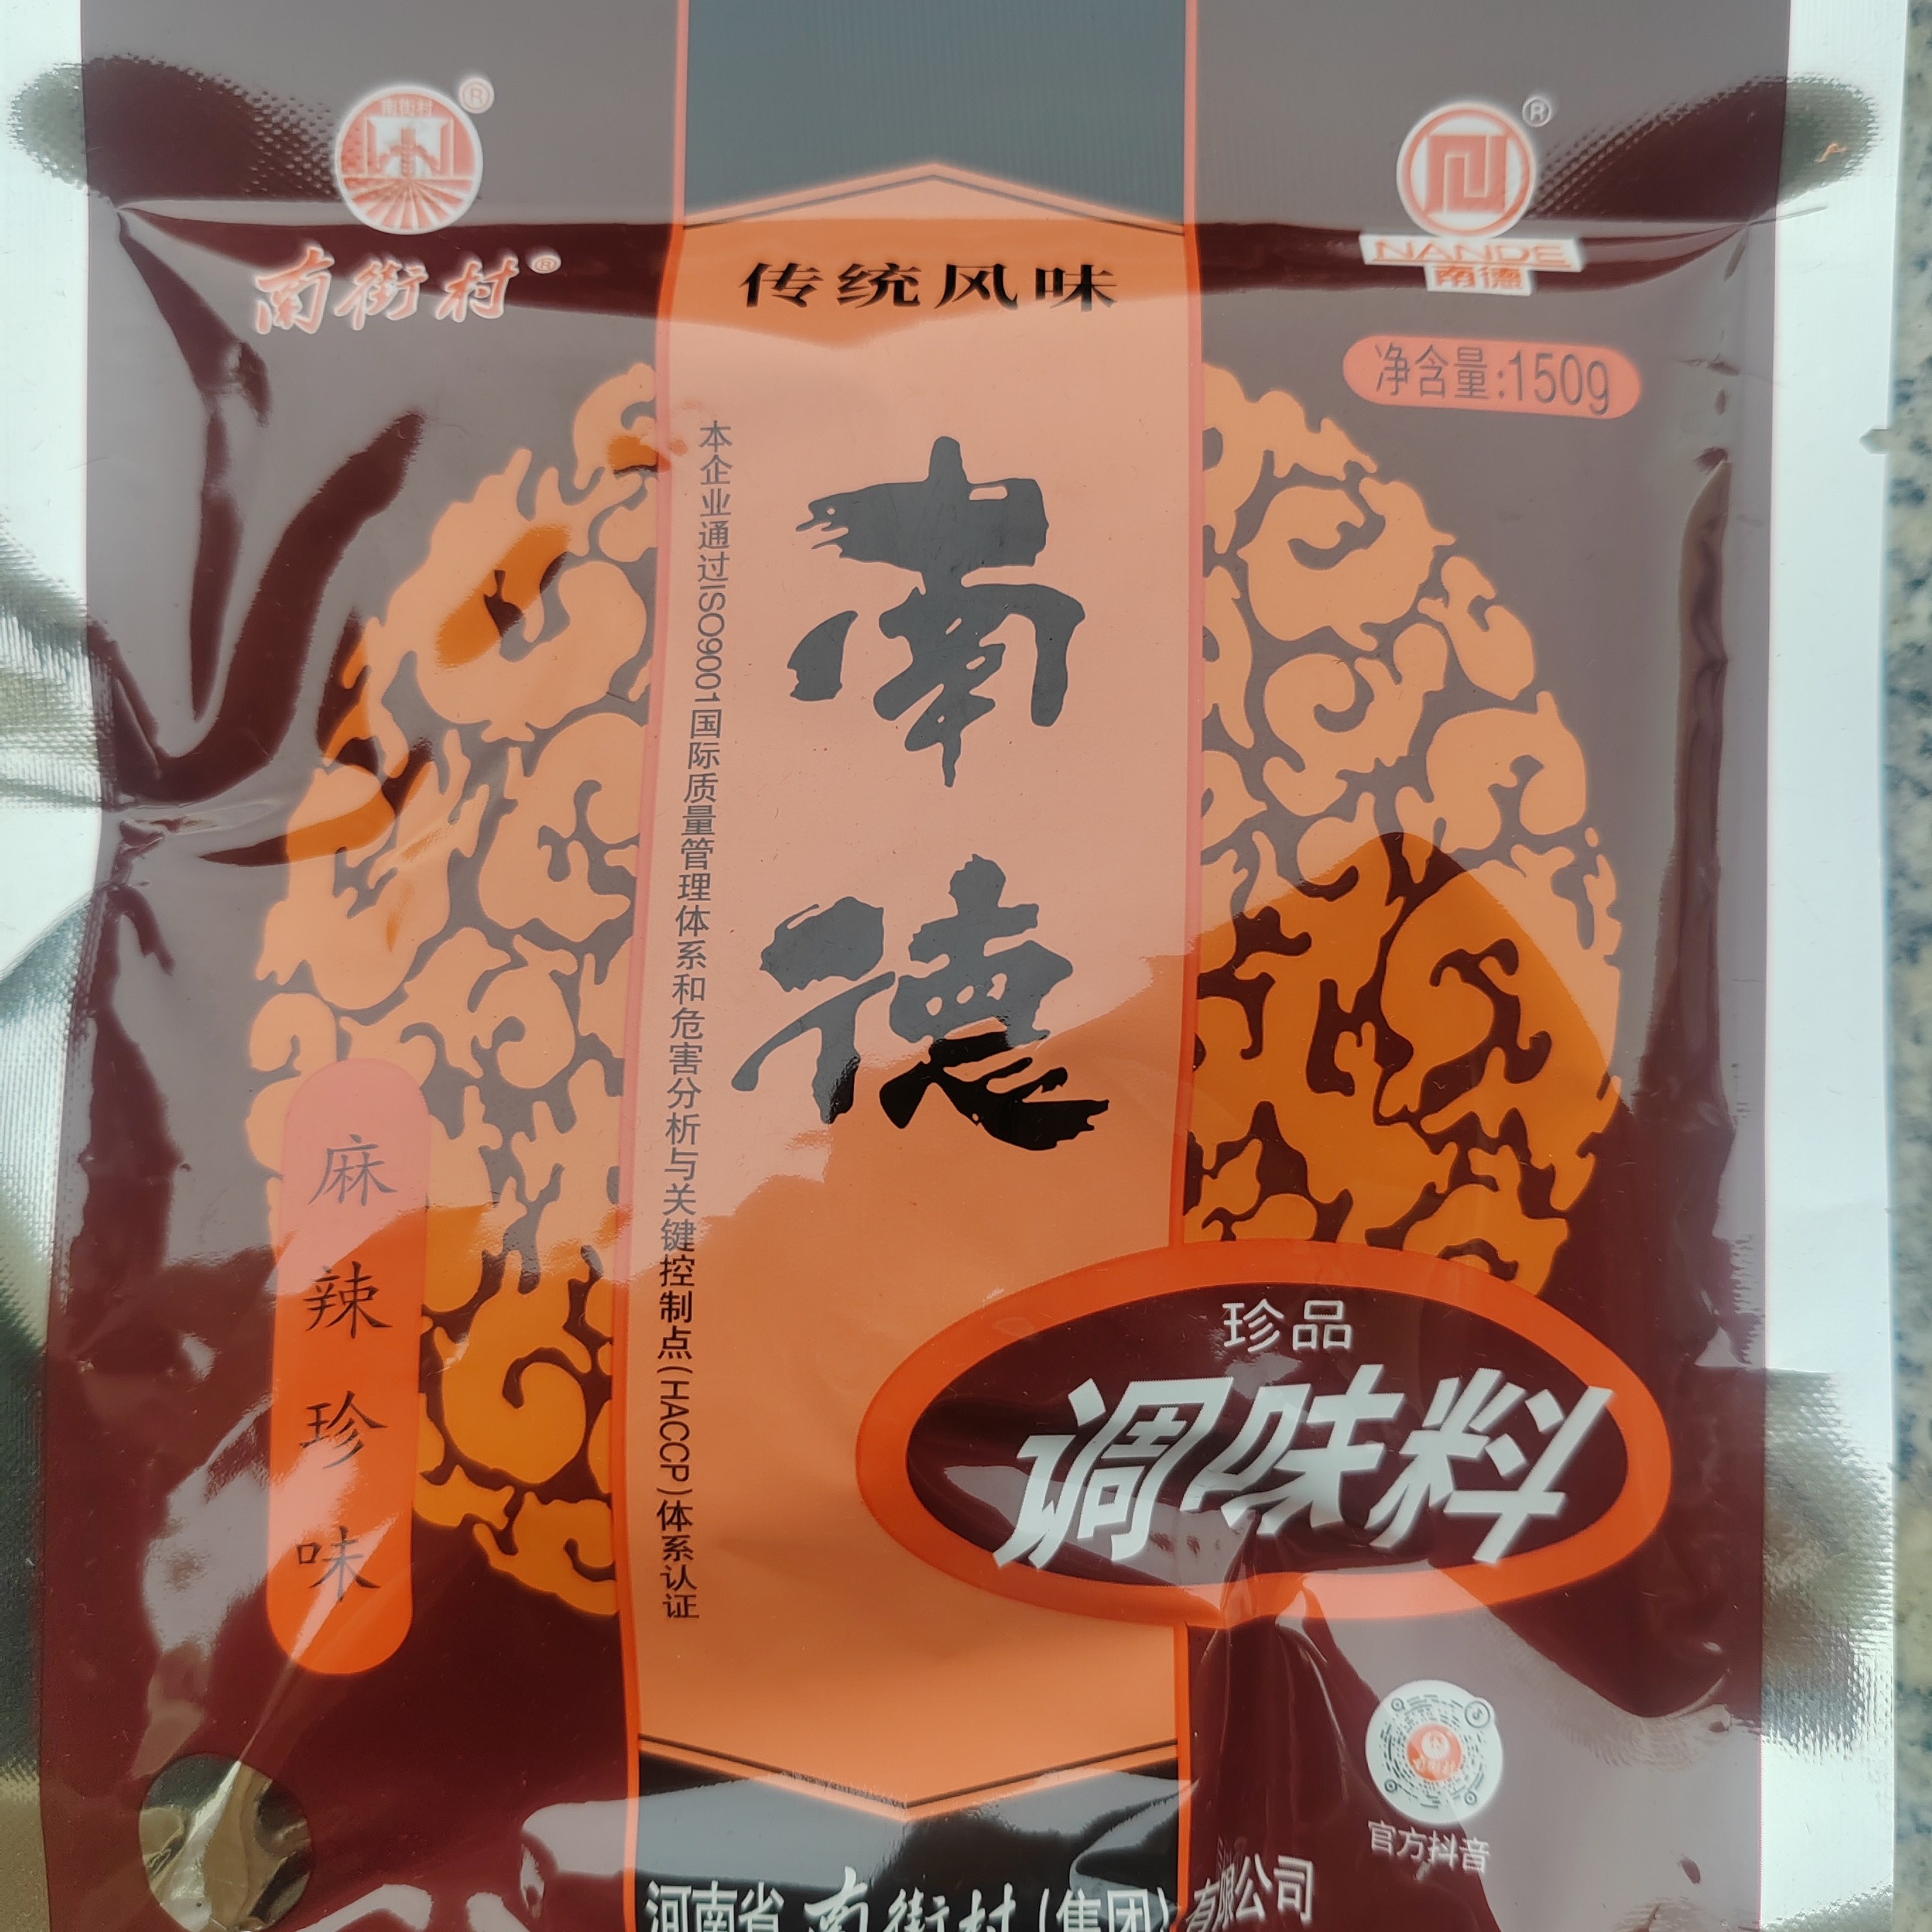 南街村
®
®
南街村®
NANDE
南德
传统风味
净含量:150g
本企业通过ISO9001国际质量管理体系和危害分析与关键控制点(HACCP)体系认证
南德
麻辣珍味
珍品
调味料
官方抖音
河南省南街村(集团)有限公司